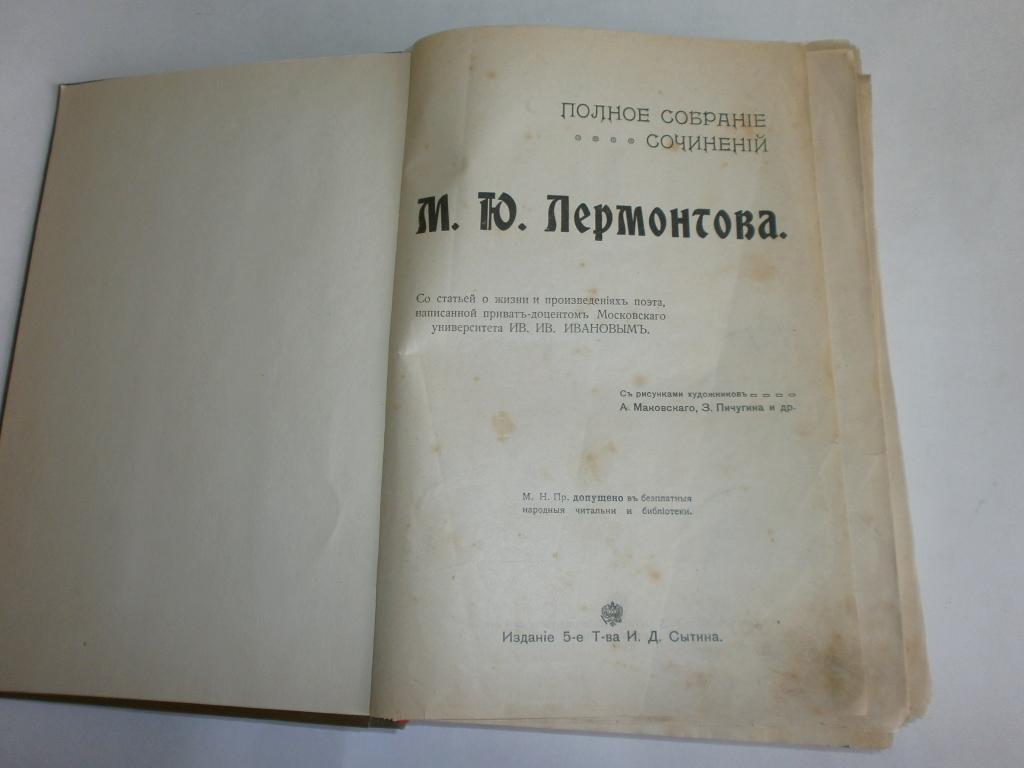 ПОЛНОЕ СОБРАНІЕ
СОЧИНЕНІЙ
М. Ю. Лермонтова.
Со статьей о жизни и произведеніяхъ поэта,
написанной приватъ-доцентомъ Московскаго
университета ИВ. ИВ. ИВАНОВЫМЪ.
Съ рисунками художниковъ
А. Маковскаго, З. Пичугина и др.
М. Н. Пр. допущено въ безплатныя
народныя читальни и библіотеки.
Изданіе 5-е Т-ва И. Д. Сытина.